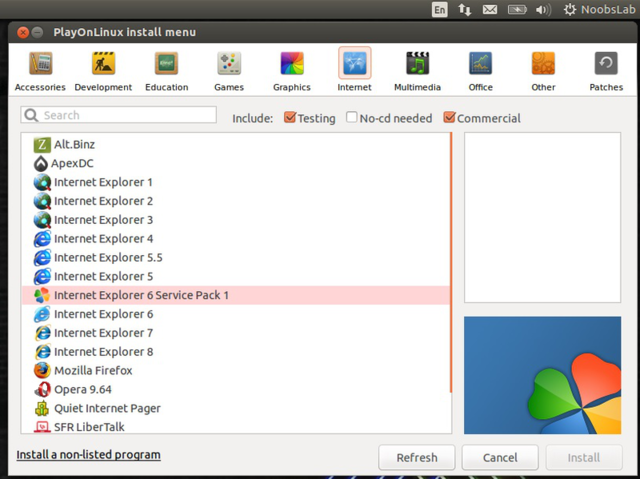 En NoobsLab
PlayOnLinux install menu
Accessories Development Education Games Graphics Internet Multimedia Office Other Patches
Search Include: Testing No-cd needed Commercial
Alt.Binz
ApexDC
Internet Explorer 1
Internet Explorer 2
Internet Explorer 3
Internet Explorer 4
Internet Explorer 5.5
Internet Explorer 5
Internet Explorer 6 Service Pack 1
Internet Explorer 6
Internet Explorer 7
Internet Explorer 8
Mozilla Firefox
Opera 9.64
Quiet Internet Pager
SFR LiberTalk
Install a non-listed program Refresh Cancel Install